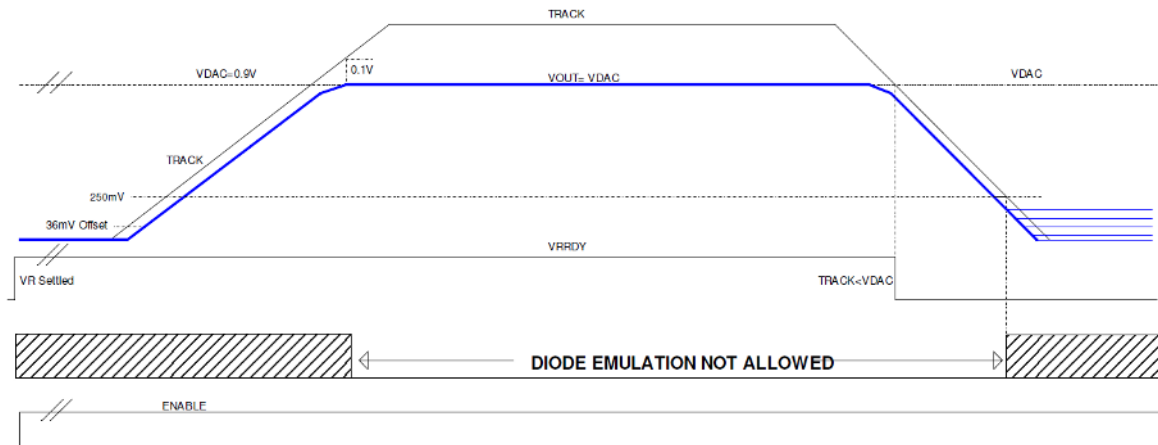 TRACK
VDAC=0.9V
0.1V
VOUT= VDAC
VDAC
TRACK
250mV
36mV Offset
VRRDY
VR Settled
TRACK<VDAC
DIODE EMULATION NOT ALLOWED
ENABLE